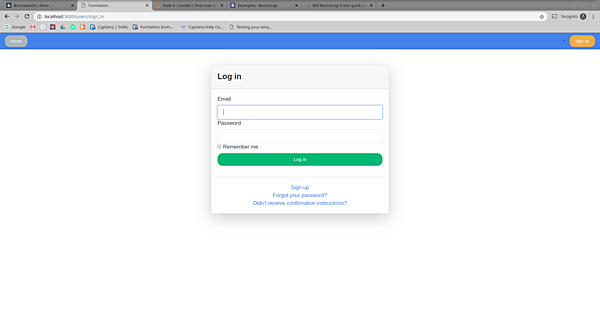 Bootswatch: Litera
Formation
Rails 4 - Couldn't find User w
Examples · Bootstrap
MD Bootstrap 5 min quick-s
localhost:3000/users/sign_in
Incognito
Google
CapSens | Trello
Formation Erwin...
CapSens Help Ce...
Testing your ema...
Home
Sign up
Log in
Email
Password
Remember me
Log in
Sign up
Forgot your password?
Didn't receive confirmation instructions?